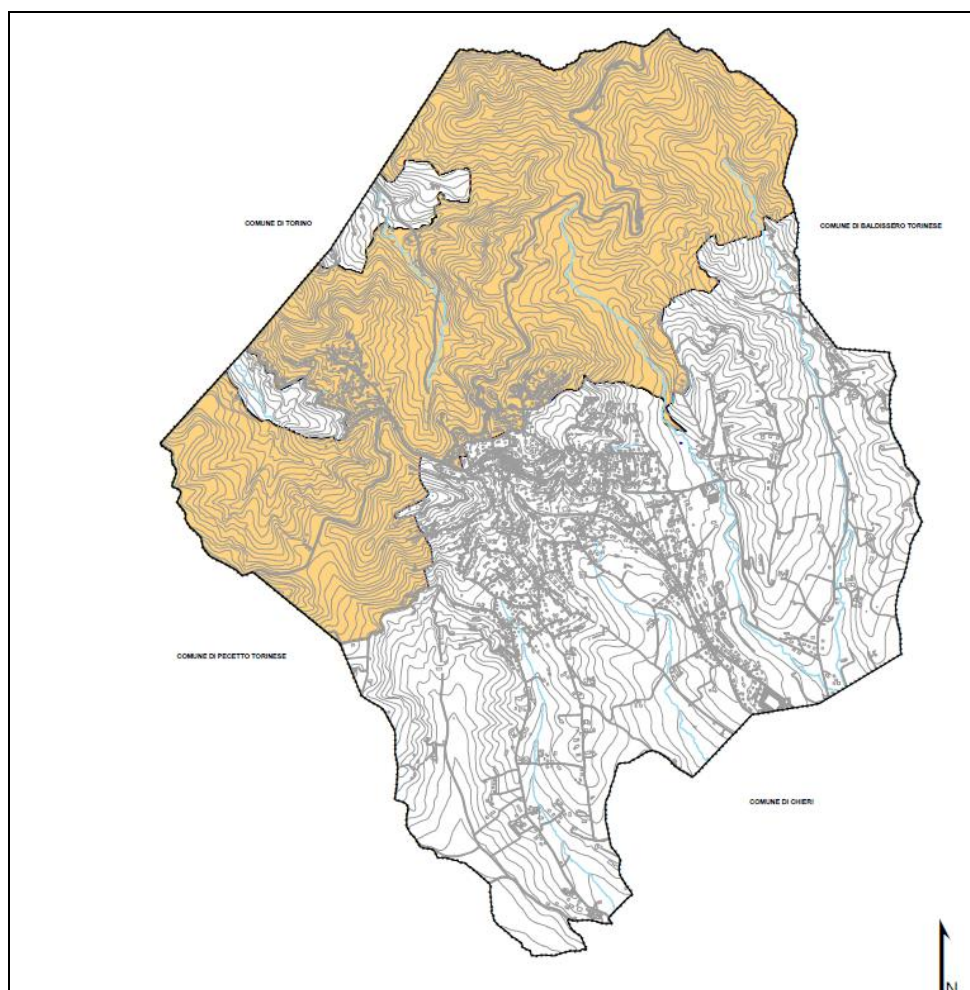 COMUNE DI TORINO
COMUNE DI BALDISSERO TORINESE
COMUNE DI PECETTO TORINESE
COMUNE DI CHIERI
N